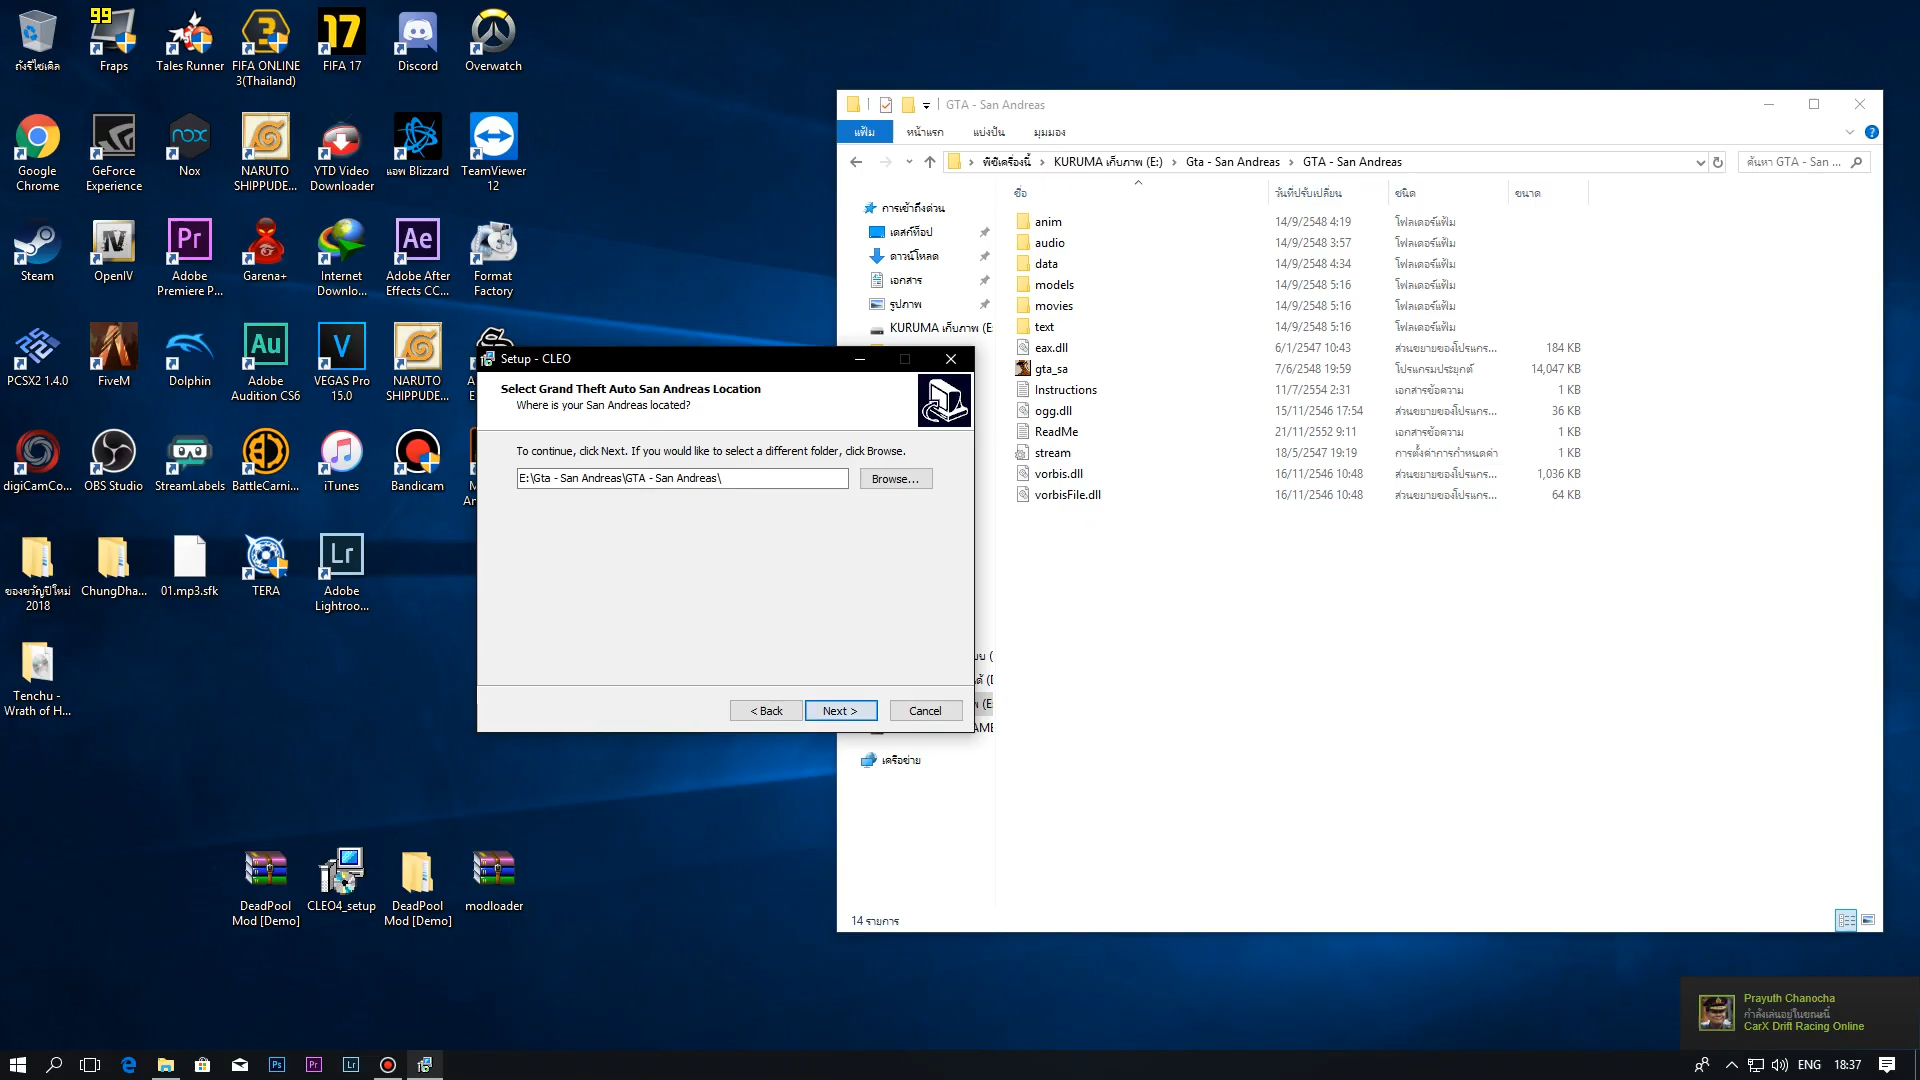 99
17
ถังรีไซเคิล
Fraps
Tales Runner
FIFA ONLINE
3(Thailand)
FIFA 17
Discord
Overwatch
Google
Chrome
GeForce
Experience
nox
Nox
NARUTO
SHIPPUDE...
YTD Video
Downloader
แอพ Blizzard
TeamViewer
12
Steam
OpenIV
Pr
Adobe
Premiere P...
Garena+
Internet
Downlo...
Ae
Adobe After
Effects CC...
Format
Factory
PCSX2 1.4.0
FiveM
Dolphin
Au
Adobe
Audition CS6
V
VEGAS Pro
15.0
NARUTO
SHIPPUDE...
digiCamCo...
OBS Studio
StreamLabels
BattleCarni...
iTunes
Bandicam
ของขวัญปีใหม่
2018
ChungDha...
01.mp3.sfk
TERA
Lr
Adobe
Lightroo...
Tenchu -
Wrath of H...
DeadPool
Mod [Demo]
CLEO4_setup
DeadPool
Mod [Demo]
modloader
Setup - CLEO
Select Grand Theft Auto San Andreas Location
Where is your San Andreas located?
To continue, click Next. If you would like to select a different folder, click Browse.
E:\Gta - San Andreas\GTA - San Andreas\
Browse...
< Back
Next >
Cancel
GTA - San Andreas
แฟ้ม
หน้าแรก
แบ่งปัน
มุมมอง
พีซีเครื่องนี้ › KURUMA เก็บภาพ (E:) › Gta - San Andreas › GTA - San Andreas
ค้นหา GTA - San ...
การเข้าถึงด่วน
เดสก์ท็อป
ดาวน์โหลด
เอกสาร
รูปภาพ
KURUMA เก็บภาพ (E
เครือข่าย
ชื่อ
วันที่ปรับเปลี่ยน
ชนิด
ขนาด
anim 14/9/2548 4:19 โฟลเดอร์แฟ้ม
audio 14/9/2548 3:57 โฟลเดอร์แฟ้ม
data 14/9/2548 4:34 โฟลเดอร์แฟ้ม
models 14/9/2548 5:16 โฟลเดอร์แฟ้ม
movies 14/9/2548 5:16 โฟลเดอร์แฟ้ม
text 14/9/2548 5:16 โฟลเดอร์แฟ้ม
eax.dll 6/1/2547 10:43 ส่วนขยายของโปรแกร... 184 KB
gta_sa 7/6/2548 19:59 โปรแกรมประยุกต์ 14,047 KB
Instructions 11/7/2554 2:31 เอกสารข้อความ 1 KB
ogg.dll 15/11/2546 17:54 ส่วนขยายของโปรแกร... 36 KB
ReadMe 21/11/2552 9:11 เอกสารข้อความ 1 KB
stream 18/5/2547 19:19 การตั้งค่าการกำหนดค่า 1 KB
vorbis.dll 16/11/2546 10:48 ส่วนขยายของโปรแกร... 1,036 KB
vorbisFile.dll 16/11/2546 10:48 ส่วนขยายของโปรแกร... 64 KB
14 รายการ
Prayuth Chanocha
กำลังเล่นอยู่ในขณะนี้
CarX Drift Racing Online
Ps
Pr
Lr
ENG
18:37